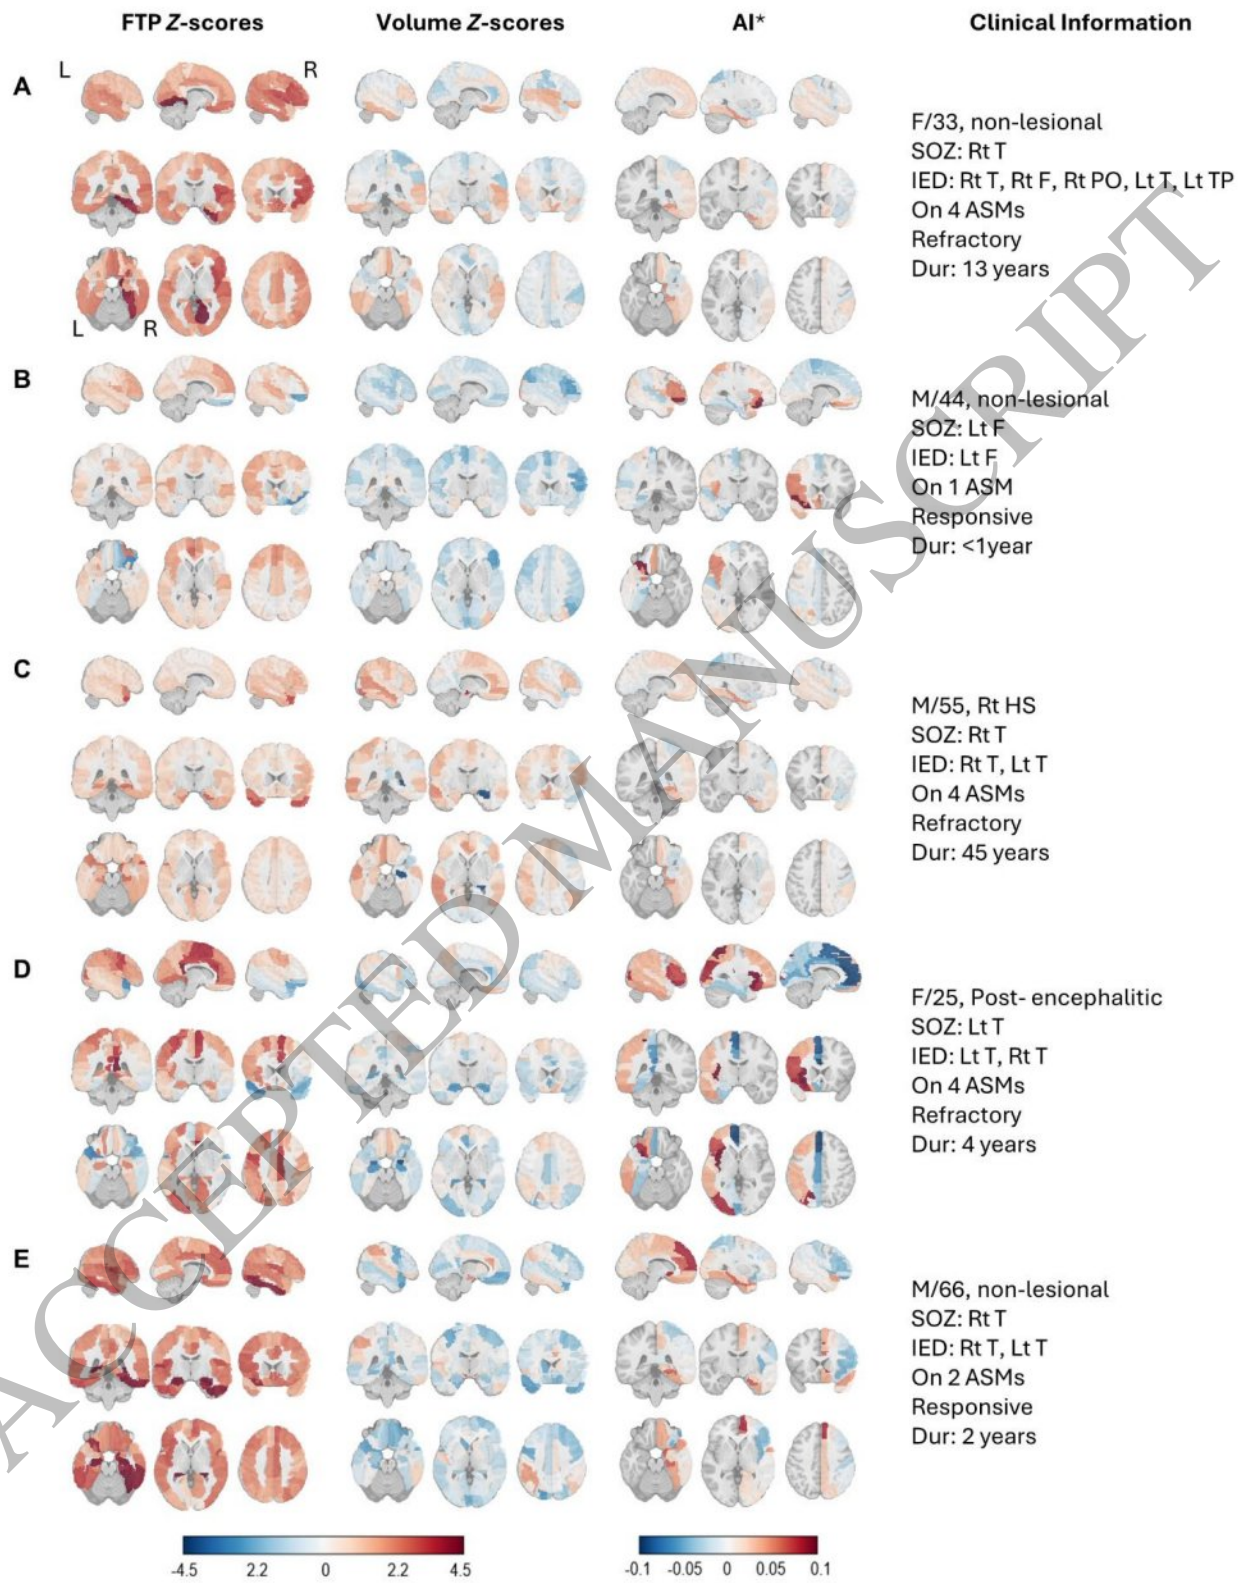 FTP Z-scores Volume Z-scores AI* Clinical Information
L R
A
F/33, non-lesional
SOZ: Rt T
IED: Rt T, Rt F, Rt PO, Lt T, Lt TP
On 4 ASMs
Refractory
Dur: 13 years
L R
B
M/44, non-lesional
SOZ: Lt F
IED: Lt F
On 1 ASM
Responsive
Dur: <1year
C
M/55, Rt HS
SOZ: Rt T
IED: Rt T, Lt T
On 4 ASMs
Refractory
Dur: 45 years
D
F/25, Post- encephalitic
SOZ: Lt T
IED: Lt T, Rt T
On 4 ASMs
Refractory
Dur: 4 years
E
M/66, non-lesional
SOZ: Rt T
IED: Rt T, Lt T
On 2 ASMs
Responsive
Dur: 2 years
-4.5 2.2 0 2.2 4.5 -0.1 -0.05 0 0.05 0.1
ACCEPTED MANUSCRIPT